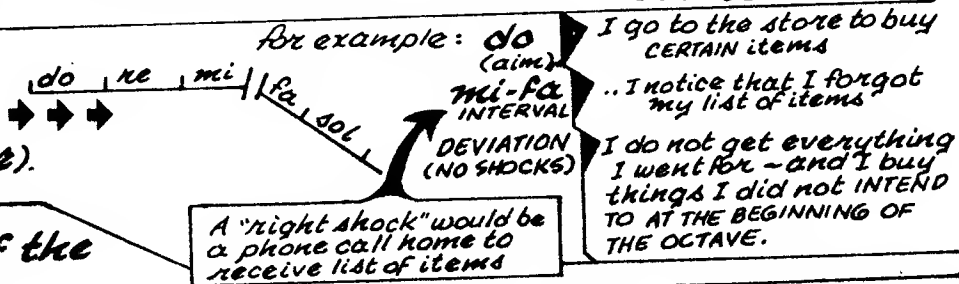 for example: do
(aim)
I go to the store to buy
CERTAIN items
do re mi
fa
sol
mi-fa
INTERVAL
..I notice that I forgot
my list of items
DEVIATION
(NO SHOCKS)
I do not get everything
I went for ~ and I buy
things I did not INTEND
TO AT THE BEGINNING OF
THE OCTAVE.
).
the
A "right shock" would be
a phone call home to
receive list of items